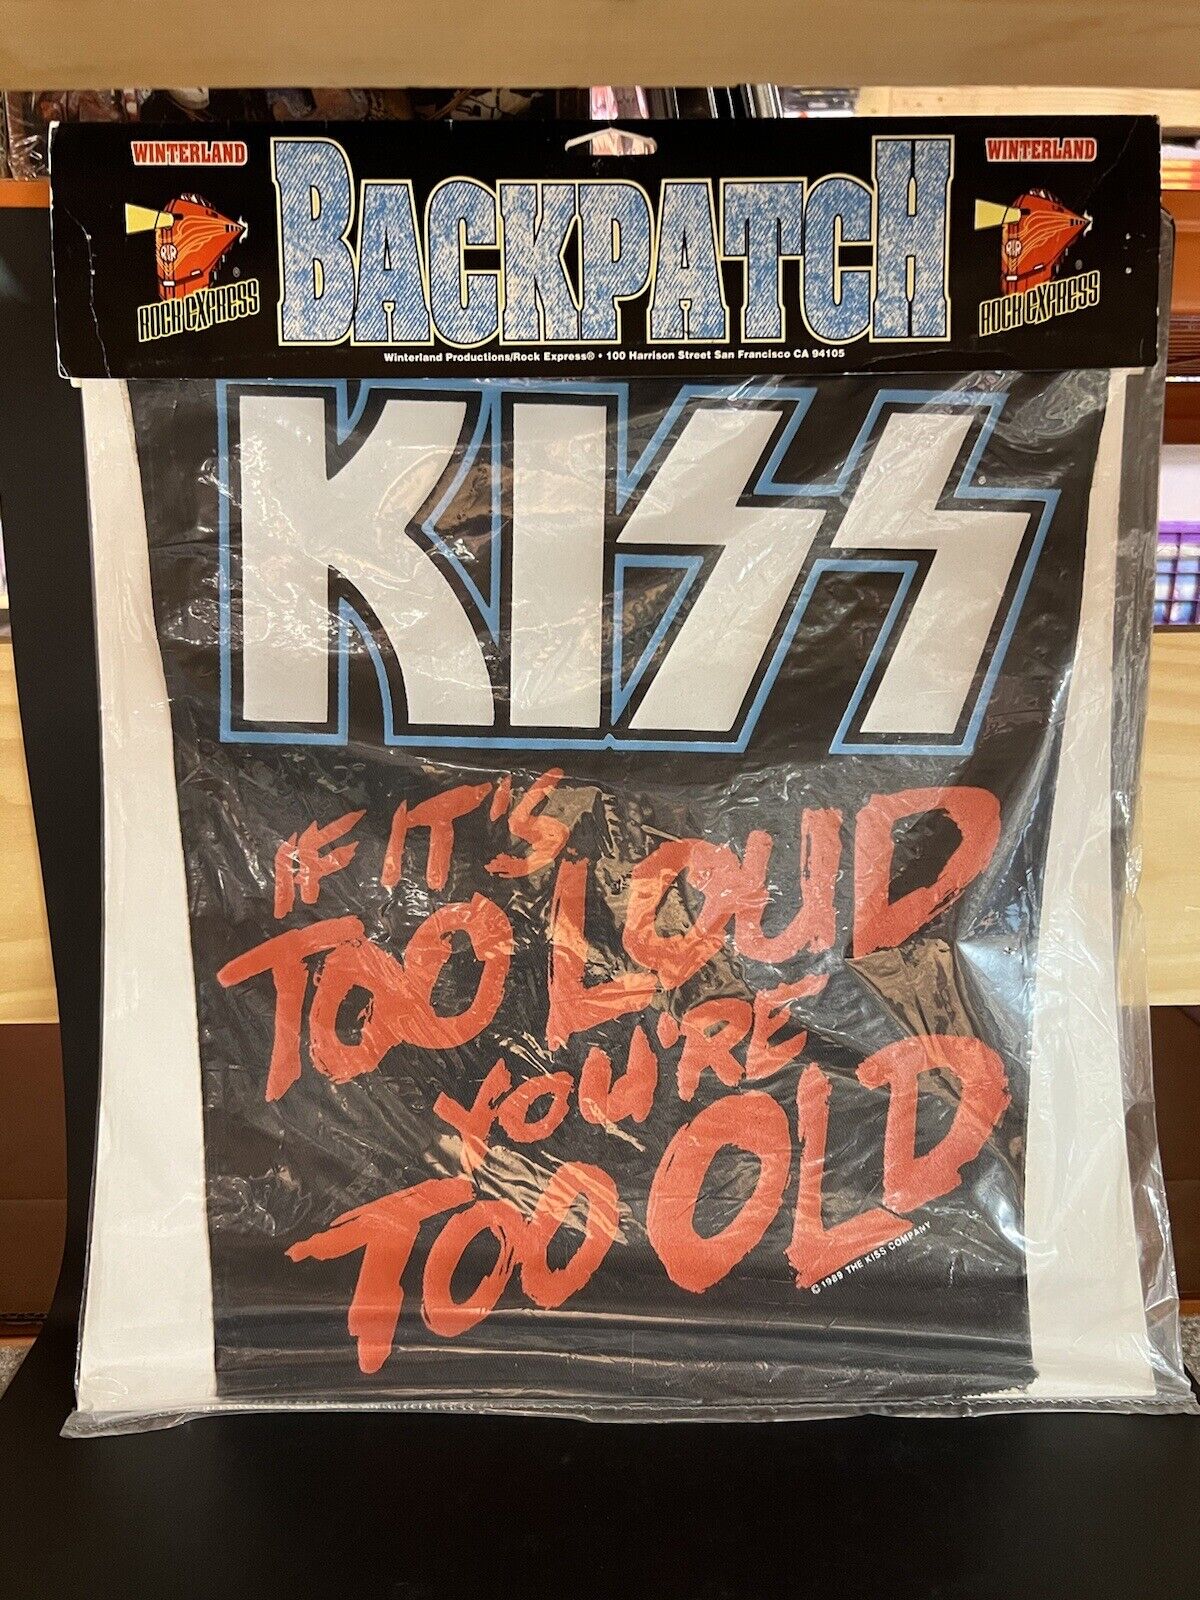 WINTERLAND
BACKPATCH
WINTERLAND
R R
ROCK EXPRESS ®
R R
ROCK EXPRESS ®
Winterland Productions/Rock Express® • 100 Harrison Street San Francisco CA 94105
KISS ®
IF IT'S
TOO LOUD
YOU'RE
TOO OLD
© 1989 THE KISS COMPANY